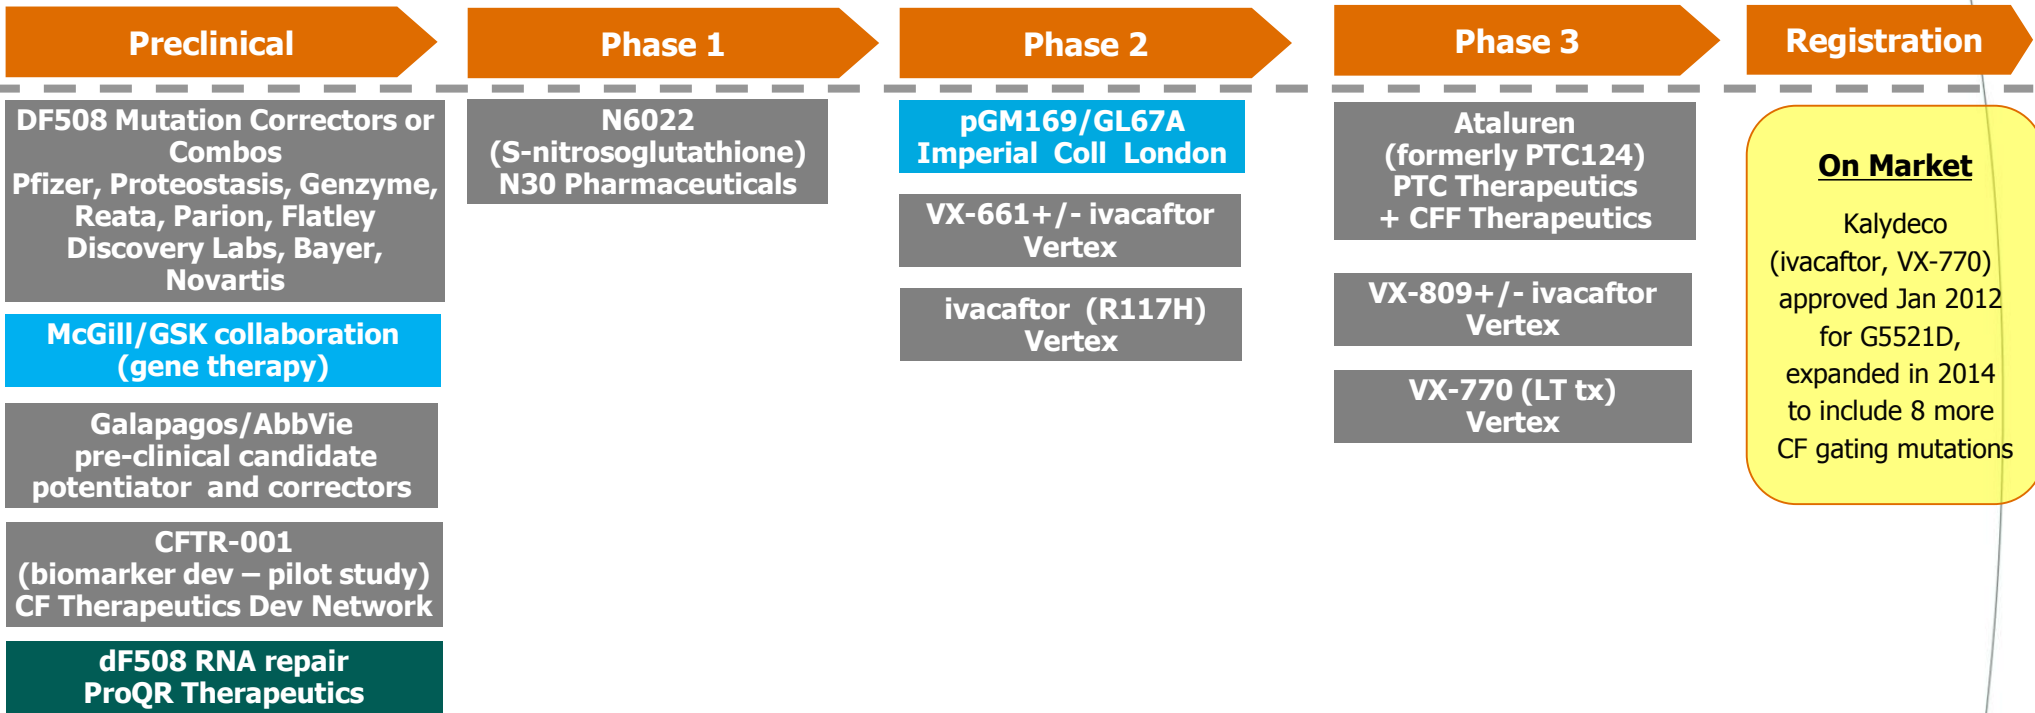 Preclinical
Phase 1
Phase 2
Phase 3
Registration
DF508 Mutation Correctors or
Combos
Pfizer, Proteostasis, Genzyme,
Reata, Parion, Flatley
Discovery Labs, Bayer,
Novartis
McGill/GSK collaboration
(gene therapy)
Galapagos/AbbVie
pre-clinical candidate
potentiator and correctors
CFTR-001
(biomarker dev – pilot study)
CF Therapeutics Dev Network
dF508 RNA repair
ProQR Therapeutics
N6022
(S-nitrosoglutathione)
N30 Pharmaceuticals
pGM169/GL67A
Imperial Coll London
VX-661+/- ivacaftor
Vertex
ivacaftor (R117H)
Vertex
Ataluren
(formerly PTC124)
PTC Therapeutics
+ CFF Therapeutics
VX-809+/- ivacaftor
Vertex
VX-770 (LT tx)
Vertex
On Market
Kalydeco
(ivacaftor, VX-770)
approved Jan 2012
for G5521D,
expanded in 2014
to include 8 more
CF gating mutations